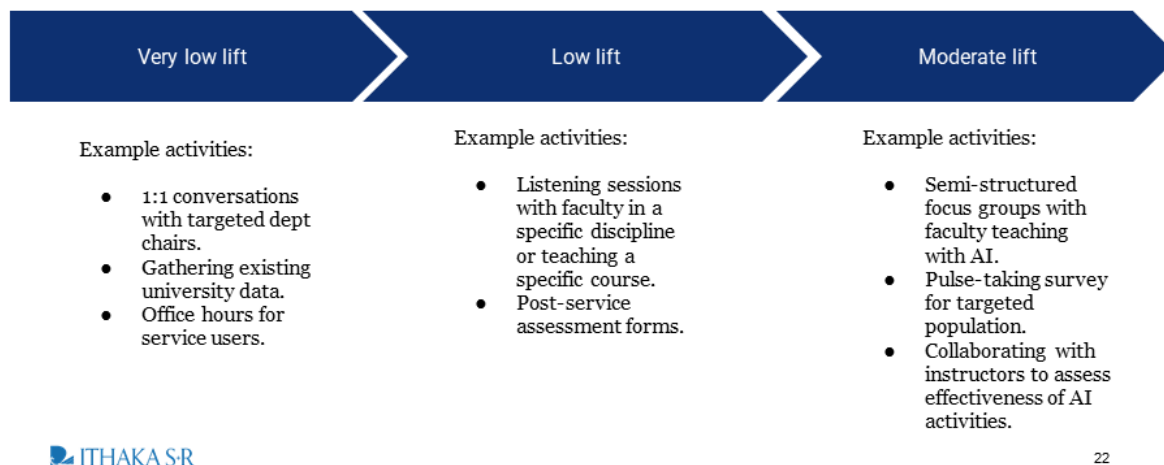 Very low lift
Low lift
Moderate lift
Example activities:
● 1:1 conversations
with targeted dept
chairs.
● Gathering existing
university data.
● Office hours for
service users.
Example activities:
● Listening sessions
with faculty in a
specific discipline
or teaching a
specific course.
● Post-service
assessment forms.
Example activities:
● Semi-structured
focus groups with
faculty teaching
with AI.
● Pulse-taking survey
for targeted
population.
● Collaborating with
instructors to assess
effectiveness of AI
activities.
ITHAKA S·R
22